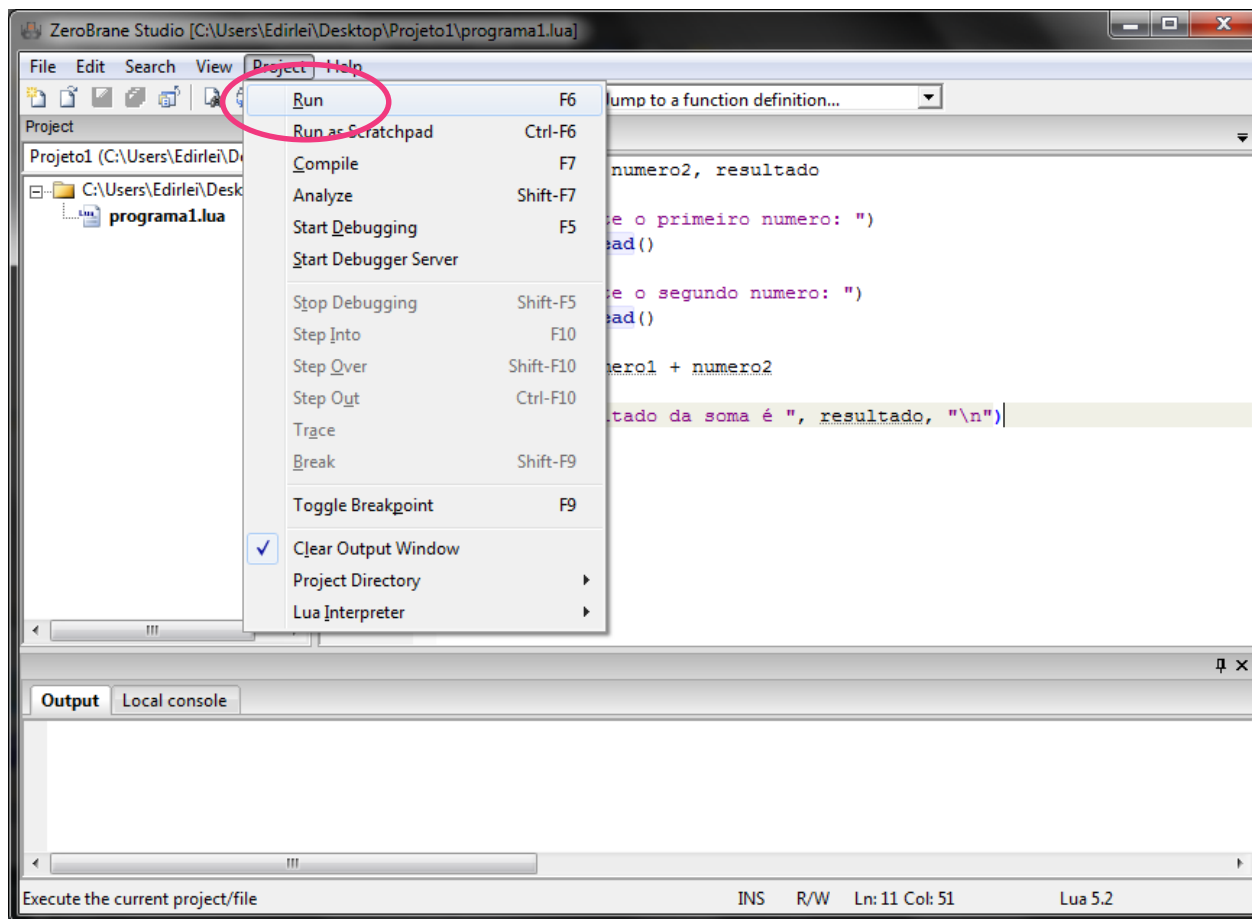 ZeroBrane Studio [C:\Users\Edirlei\Desktop\Projeto1\programa1.lua]
File Edit Search View Project Help
Jump to a function definition...
Project
Projeto1 (C:\Users\Edirlei\De
C:\Users\Edirlei\Desk
programa1.lua
Run F6
Run as Scratchpad Ctrl-F6
Compile F7
Analyze Shift-F7
Start Debugging F5
Start Debugger Server
Stop Debugging Shift-F5
Step Into F10
Step Over Shift-F10
Step Out Ctrl-F10
Trace
Break Shift-F9
Toggle Breakpoint F9
Clear Output Window
Project Directory
Lua Interpreter
numero2, resultado
e o primeiro numero: ")
ead()
e o segundo numero: ")
ead()
mero1 + numero2
tado da soma é ", resultado, "\n")
Output Local console
Execute the current project/file INS R/W Ln: 11 Col: 51 Lua 5.2